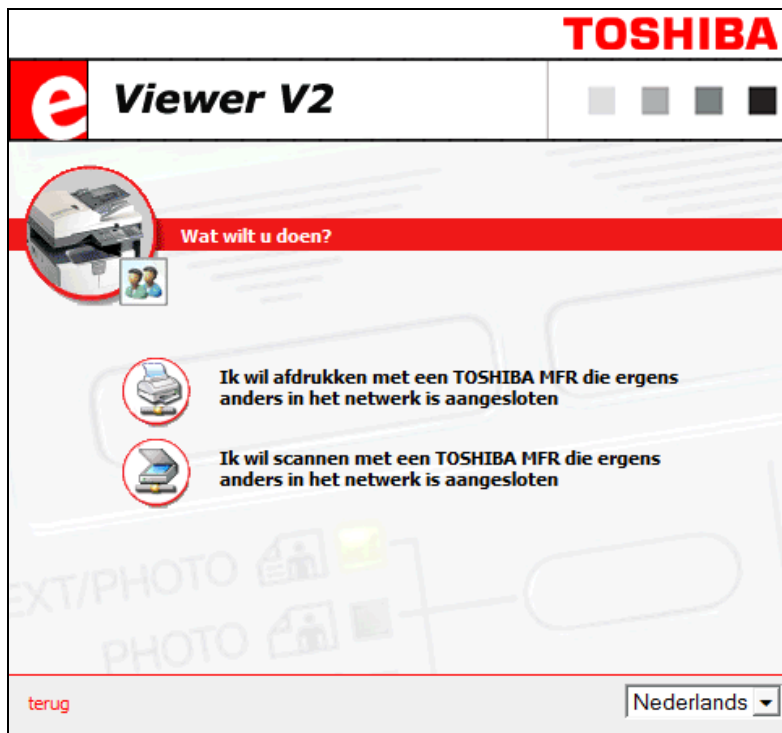 TOSHIBA
e Viewer V2
Wat wilt u doen?
Ik wil afdrukken met een TOSHIBA MFR die ergens
anders in het netwerk is aangesloten
Ik wil scannen met een TOSHIBA MFR die ergens
anders in het netwerk is aangesloten
EXT/PHOTO
PHOTO
terug
Nederlands